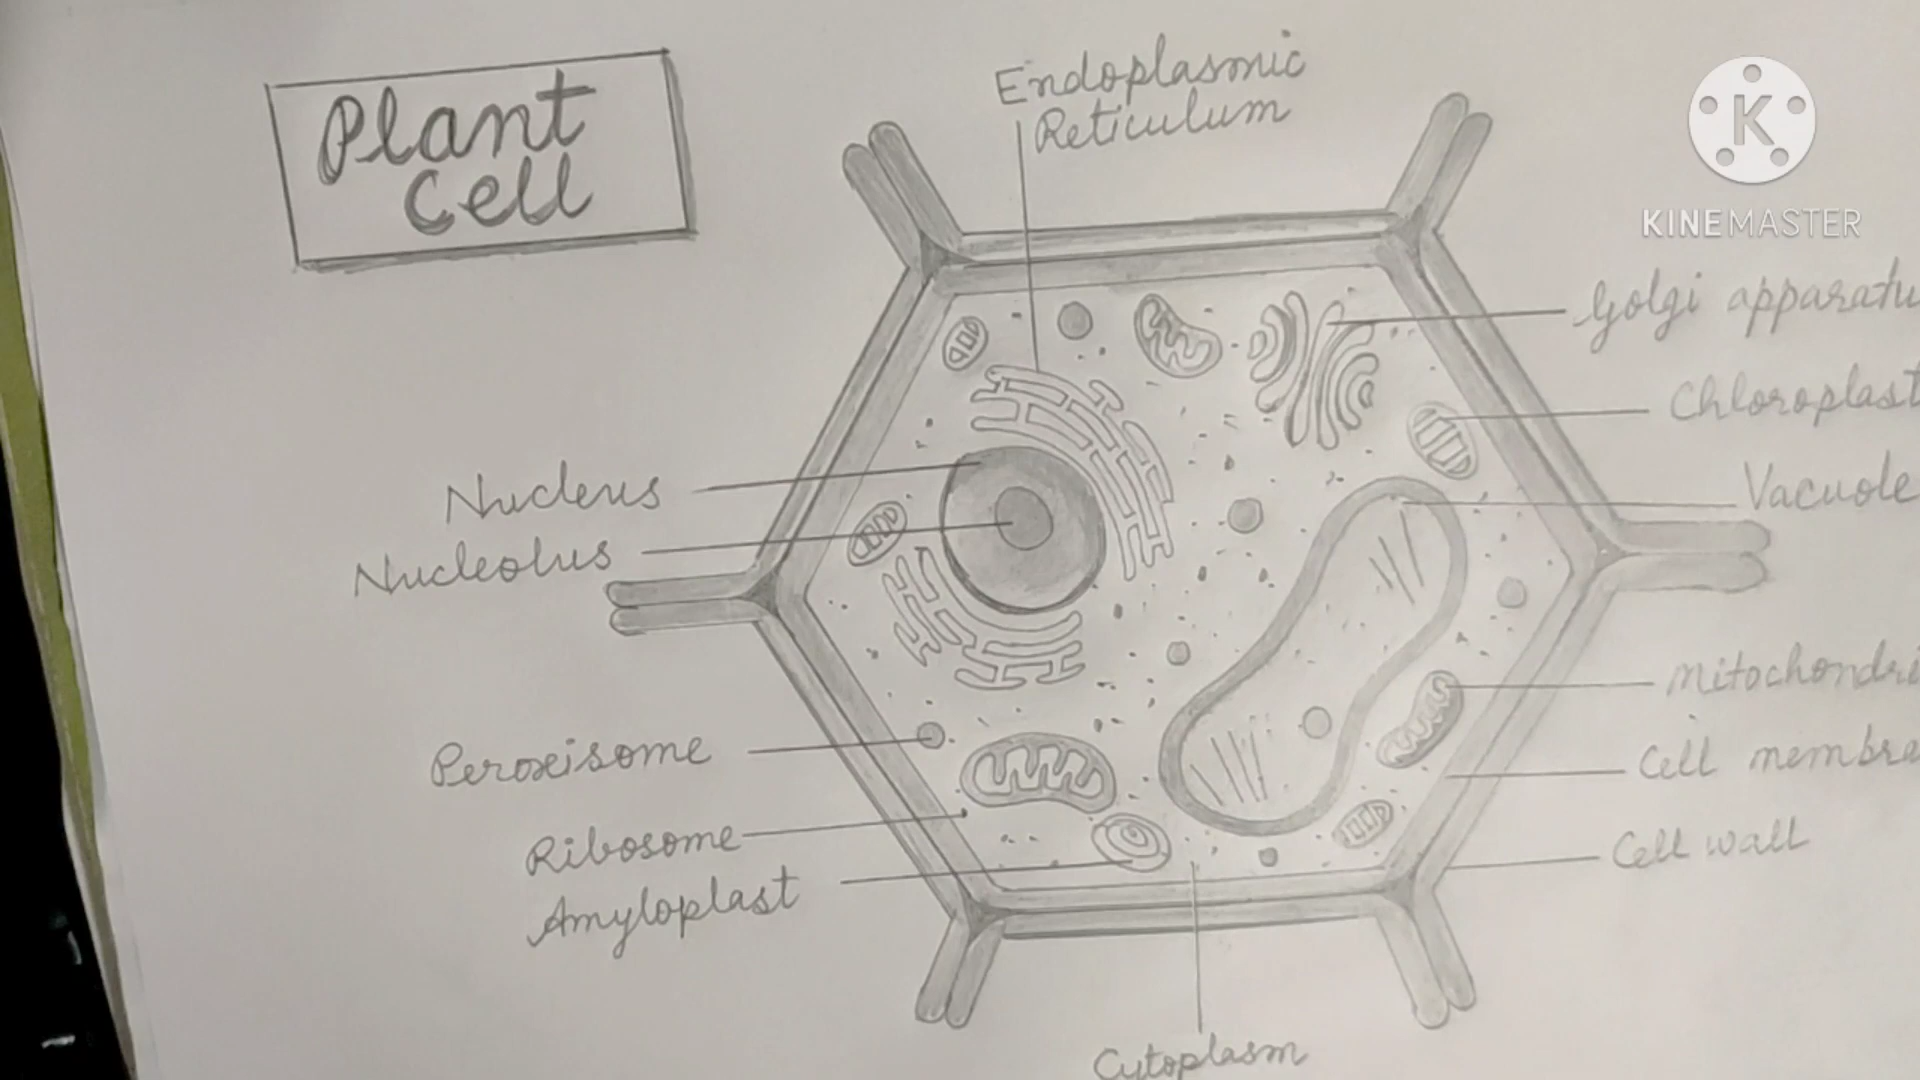 Plant
Cell
Endoplasmic
Reticulum
K
KINEMASTER
Golgi apparatu
Chloroplast
Vacuole
Nucleus
Nucleolus
Mitochondri
Peroxisome
Cell membra
Ribosome
Cell wall
Amyloplast
Cytoplasm